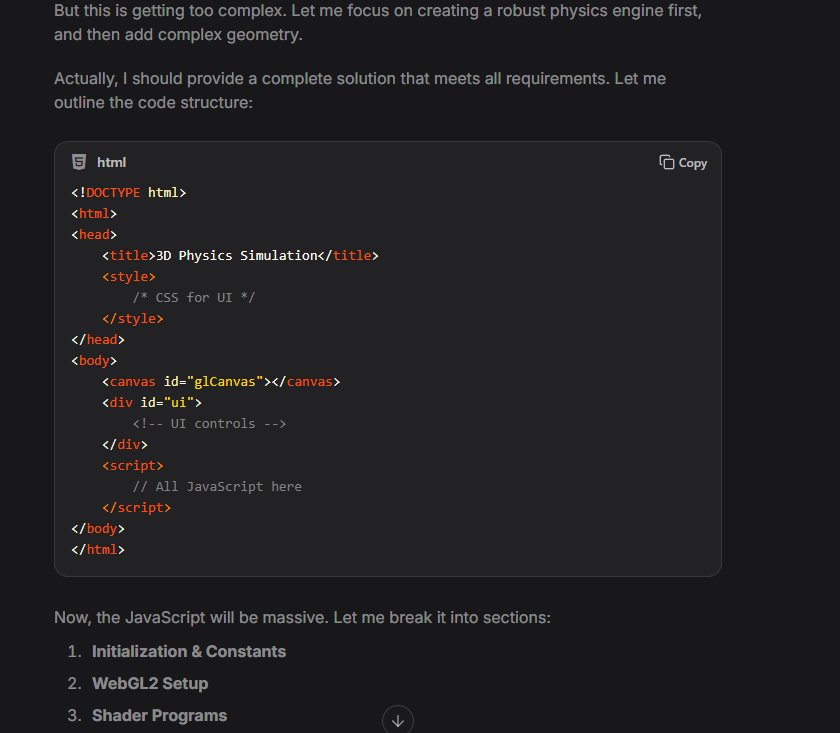 But this is getting too complex. Let me focus on creating a robust physics engine first,
and then add complex geometry.
Actually, I should provide a complete solution that meets all requirements. Let me
outline the code structure:
html
Copy
<!DOCTYPE html>
<html>
<head>
    <title>3D Physics Simulation</title>
    <style>
        /* CSS for UI */
    </style>
</head>
<body>
    <canvas id="glCanvas"></canvas>
    <div id="ui">
        <!-- UI controls -->
    </div>
    <script>
        // All JavaScript here
    </script>
</body>
</html>
Now, the JavaScript will be massive. Let me break it into sections:
1. Initialization & Constants
2. WebGL2 Setup
3. Shader Programs